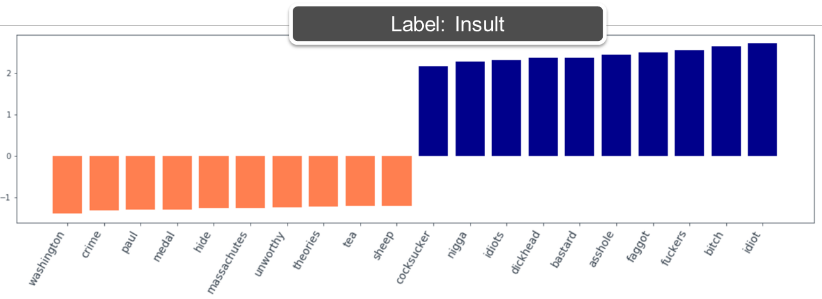 Label: Insult
2
1
0
−1
washington
crime
paul
medal
hide
massachutes
unworthy
theories
tea
sheep
cocksucker
nigga
idiots
dickhead
bastard
asshole
faggot
fuckers
bitch
idiot